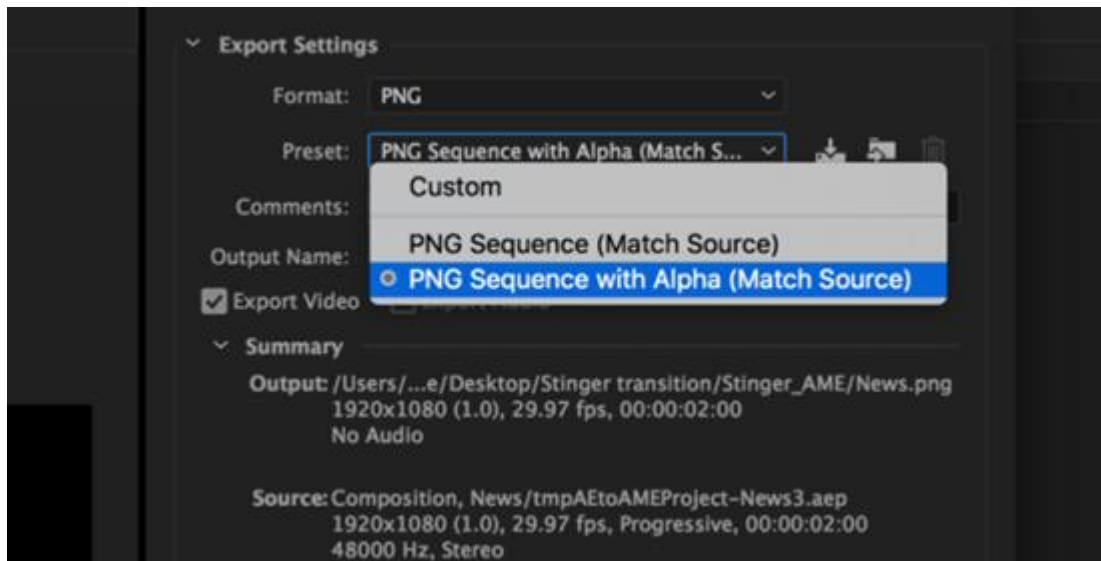 Export Settings
Format: PNG
Preset: PNG Sequence with Alpha (Match S...
Custom
Comments:
PNG Sequence (Match Source)
Output Name:
PNG Sequence with Alpha (Match Source)
Export Video
Summary
Output: /Users/...e/Desktop/Stinger transition/Stinger_AME/News.png
1920x1080 (1.0), 29.97 fps, 00:00:02:00
No Audio
Source: Composition, News/tmpAEtoAMEProject-News3.aep
1920x1080 (1.0), 29.97 fps, Progressive, 00:00:02:00
48000 Hz, Stereo